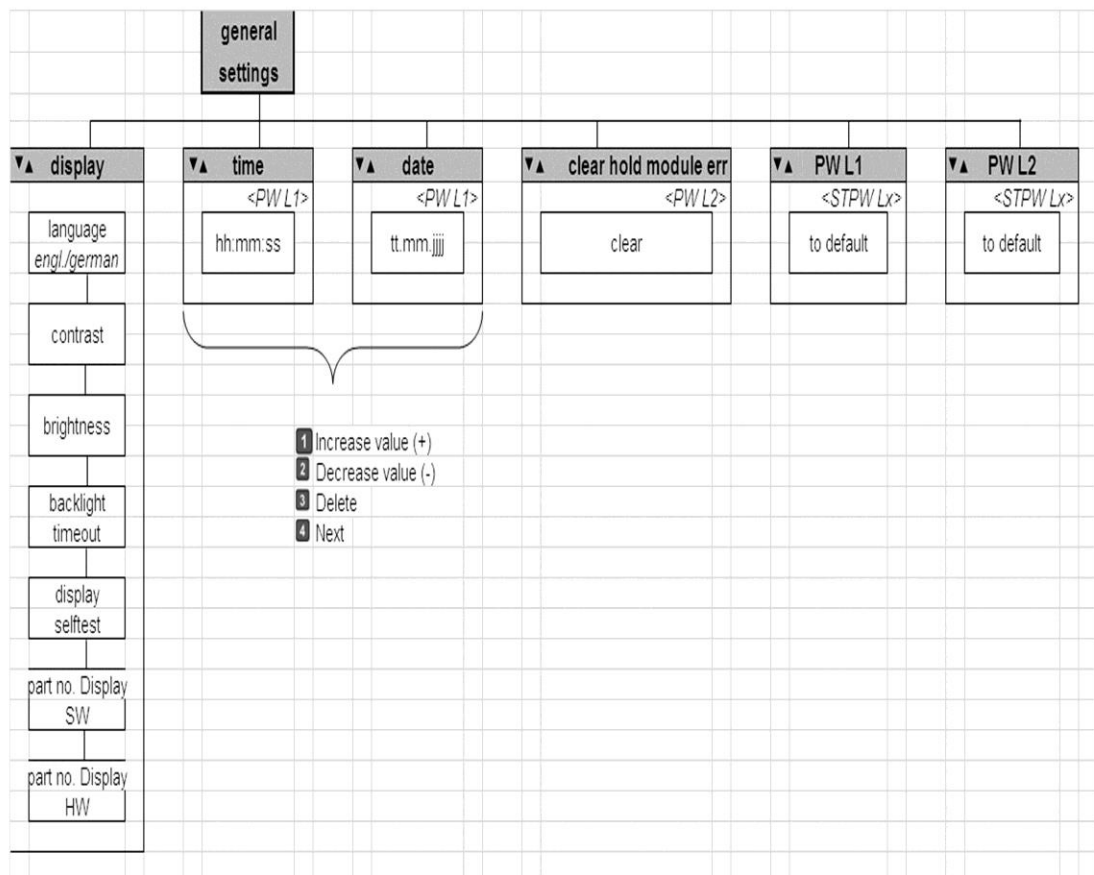 general
settings
▼▲ display
▼▲ time
▼▲ date
▼▲ clear hold module err
▼▲ PW L1
▼▲ PW L2
<PW L1>
<PW L1>
<PW L2>
<STPW Lx>
<STPW Lx>
language
engl./german
hh:mm:ss
tt.mm.jjjj
clear
to default
to default
contrast
brightness
backlight
timeout
display
selftest
part no. Display
SW
part no. Display
HW
1 Increase value (+)
2 Decrease value (-)
3 Delete
4 Next